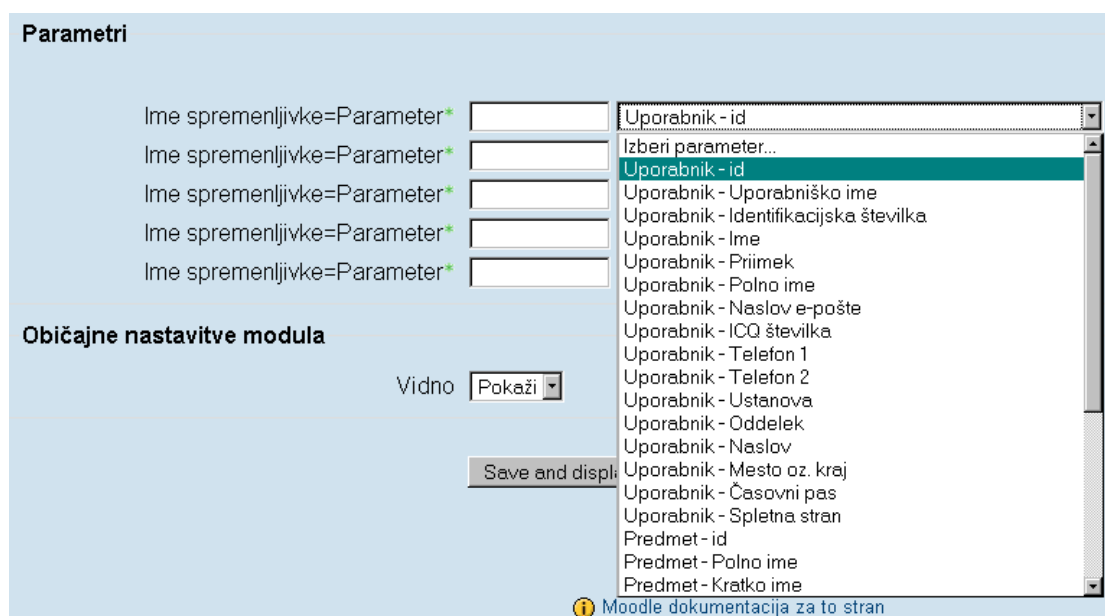 Parametri
Ime spremenljivke=Parameter* Uporabnik - id
Ime spremenljivke=Parameter*
Ime spremenljivke=Parameter*
Ime spremenljivke=Parameter*
Ime spremenljivke=Parameter*
Izberi parameter...
Uporabnik - id
Uporabnik - Uporabniško ime
Uporabnik - Identifikacijska številka
Uporabnik - Ime
Uporabnik - Priimek
Uporabnik - Polno ime
Uporabnik - Naslov e-pošte
Uporabnik - ICQ številka
Uporabnik - Telefon 1
Uporabnik - Telefon 2
Uporabnik - Ustanova
Uporabnik - Oddelek
Uporabnik - Naslov
Uporabnik - Mesto oz. kraj
Uporabnik - Časovni pas
Uporabnik - Spletna stran
Predmet - id
Predmet - Polno ime
Predmet - Kratko ime
Običajne nastavitve modula
Vidno Pokaži
Save and displ
Moodle dokumentacija za to stran